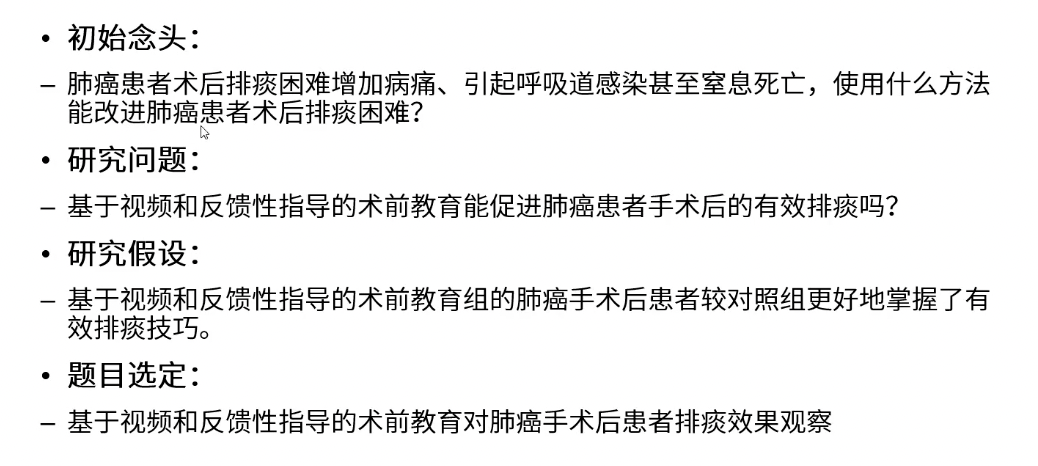 • 初始念头：
– 肺癌患者术后排痰困难增加病痛、引起呼吸道感染甚至窒息死亡，使用什么方法
能改进肺癌患者术后排痰困难？
• 研究问题：
– 基于视频和反馈性指导的术前教育能促进肺癌患者手术后的有效排痰吗？
• 研究假设：
– 基于视频和反馈性指导的术前教育组的肺癌手术后患者较对照组更好地掌握了有
效排痰技巧。
• 题目选定：
– 基于视频和反馈性指导的术前教育对肺癌手术后患者排痰效果观察